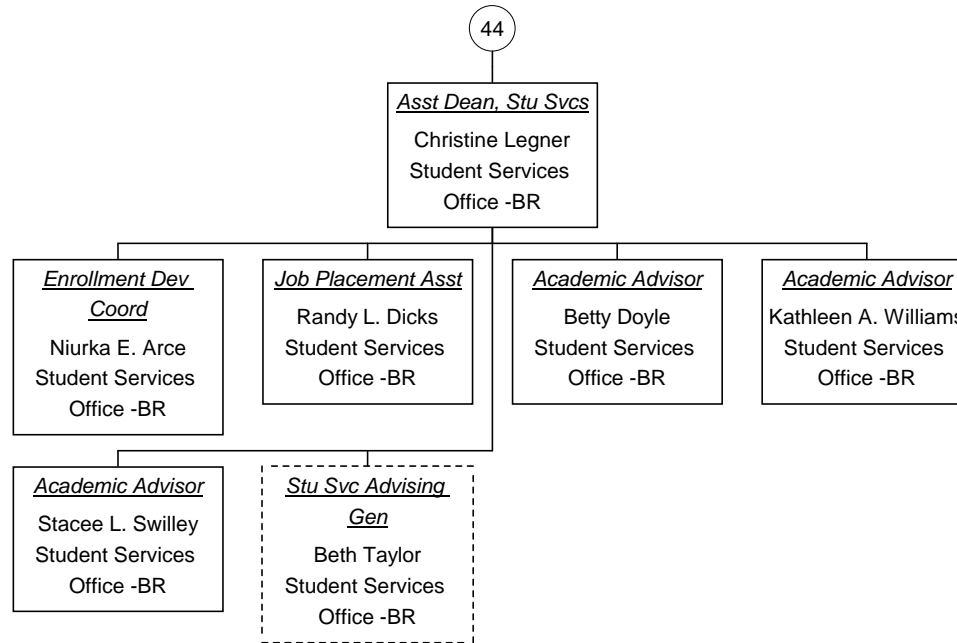 44
Asst Dean, Stu Svcs
Christine Legner
Student Services
Office -BR
Enrollment Dev
Coord
Niurka E. Arce
Student Services
Office -BR
Job Placement Asst
Randy L. Dicks
Student Services
Office -BR
Academic Advisor
Betty Doyle
Student Services
Office -BR
Academic Advisor
Kathleen A. Williams
Student Services
Office -BR
Academic Advisor
Stacee L. Swilley
Student Services
Office -BR
Stu Svc Advising
Gen
Beth Taylor
Student Services
Office -BR